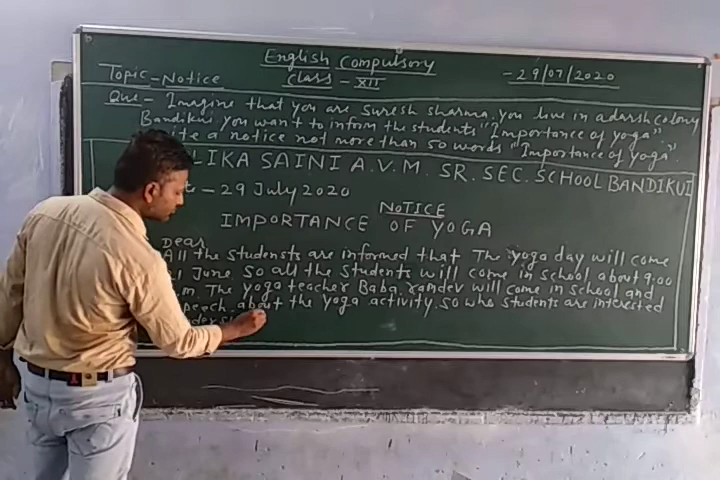 English Compulsory
Class - XII
- 29/07/2020
Topic - Notice
Que - Imagine that you are Suresh Sharma. you live in adarsh colony
Bandikui you want to inform the students "Importance of yoga"
a notice not more than 50 words "Importance of yoga".
LIKA SAINI A.V.M. SR. SEC. SCHOOL BANDIKUI
- 29 July 2020
NOTICE
IMPORTANCE OF YOGA
Dear
All the students are informed that The yoga day will come
June so all the students will come in school about 9:00
The yoga teacher Baba ramdev will come in school and
speech about the yoga activity. so who students are interested